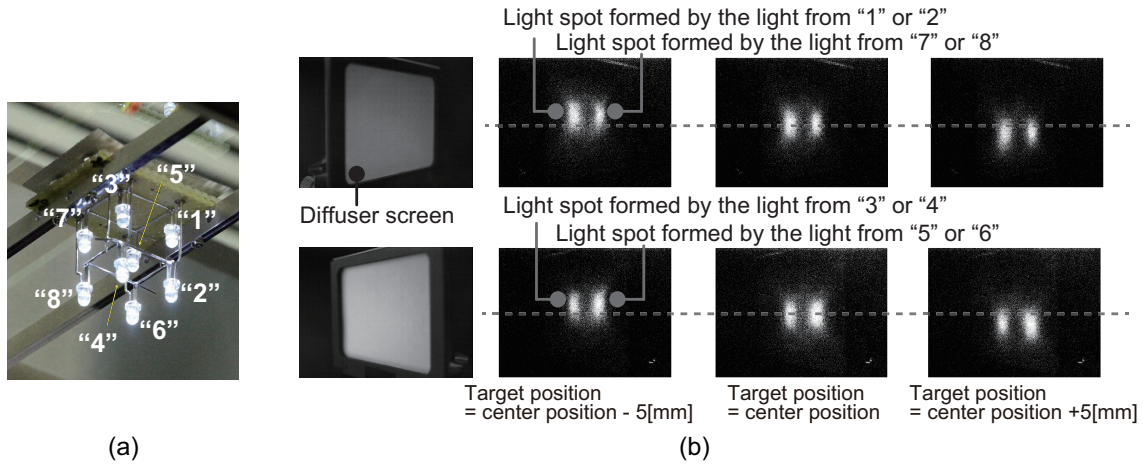 Light spot formed by the light from “1” or “2”
Light spot formed by the light from “7” or “8”
“5”
“3”
“7”
“1”
“8”
“2”
“4”
“6”
Diffuser screen
Light spot formed by the light from “3” or “4”
Light spot formed by the light from “5” or “6”
Target position
= center position - 5[mm]
Target position
= center position
Target position
= center position +5[mm]
(a)
(b)